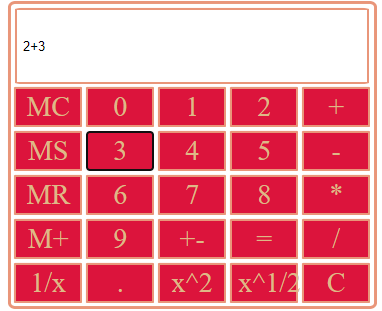 2+3
MC 0 1 2 +
MS 3 4 5 -
MR 6 7 8 *
M+ 9 +- = /
1/x . x^2 x^1/2 C